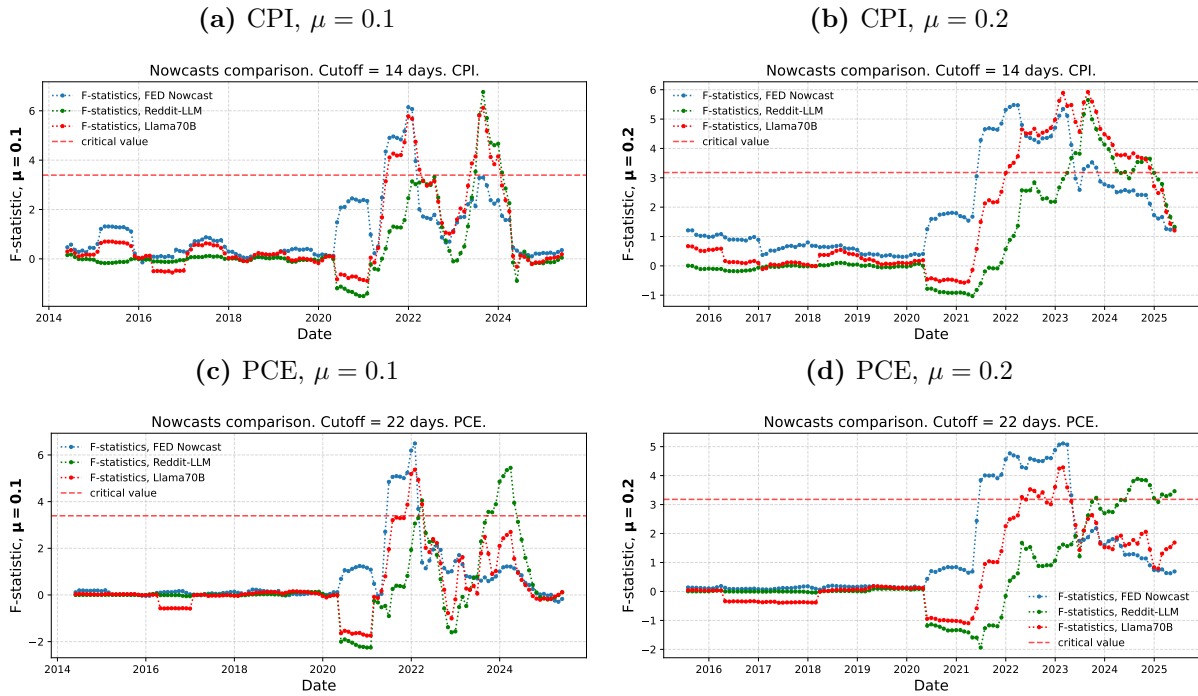 (a) CPI, μ = 0.1
Nowcasts comparison. Cutoff = 14 days. CPI.
F-statistic, μ = 0.1
F-statistics, FED Nowcast
F-statistics, Reddit-LLM
F-statistics, Llama70B
critical value
6
4
2
0
2014
2016
2018
2020
2022
2024
Date
(b) CPI, μ = 0.2
Nowcasts comparison. Cutoff = 14 days. CPI.
F-statistic, μ = 0.2
F-statistics, FED Nowcast
F-statistics, Reddit-LLM
F-statistics, Llama70B
critical value
6
5
4
3
2
1
0
−1
2016
2017
2018
2019
2020
2021
2022
2023
2024
2025
Date
(c) PCE, μ = 0.1
Nowcasts comparison. Cutoff = 22 days. PCE.
F-statistic, μ = 0.1
F-statistics, FED Nowcast
F-statistics, Reddit-LLM
F-statistics, Llama70B
critical value
6
4
2
0
−2
2014
2016
2018
2020
2022
2024
Date
(d) PCE, μ = 0.2
Nowcasts comparison. Cutoff = 22 days. PCE.
F-statistic, μ = 0.2
5
4
3
2
1
0
−1
−2
F-statistics, FED Nowcast
F-statistics, Reddit-LLM
F-statistics, Llama70B
critical value
2016
2017
2018
2019
2020
2021
2022
2023
2024
2025
Date